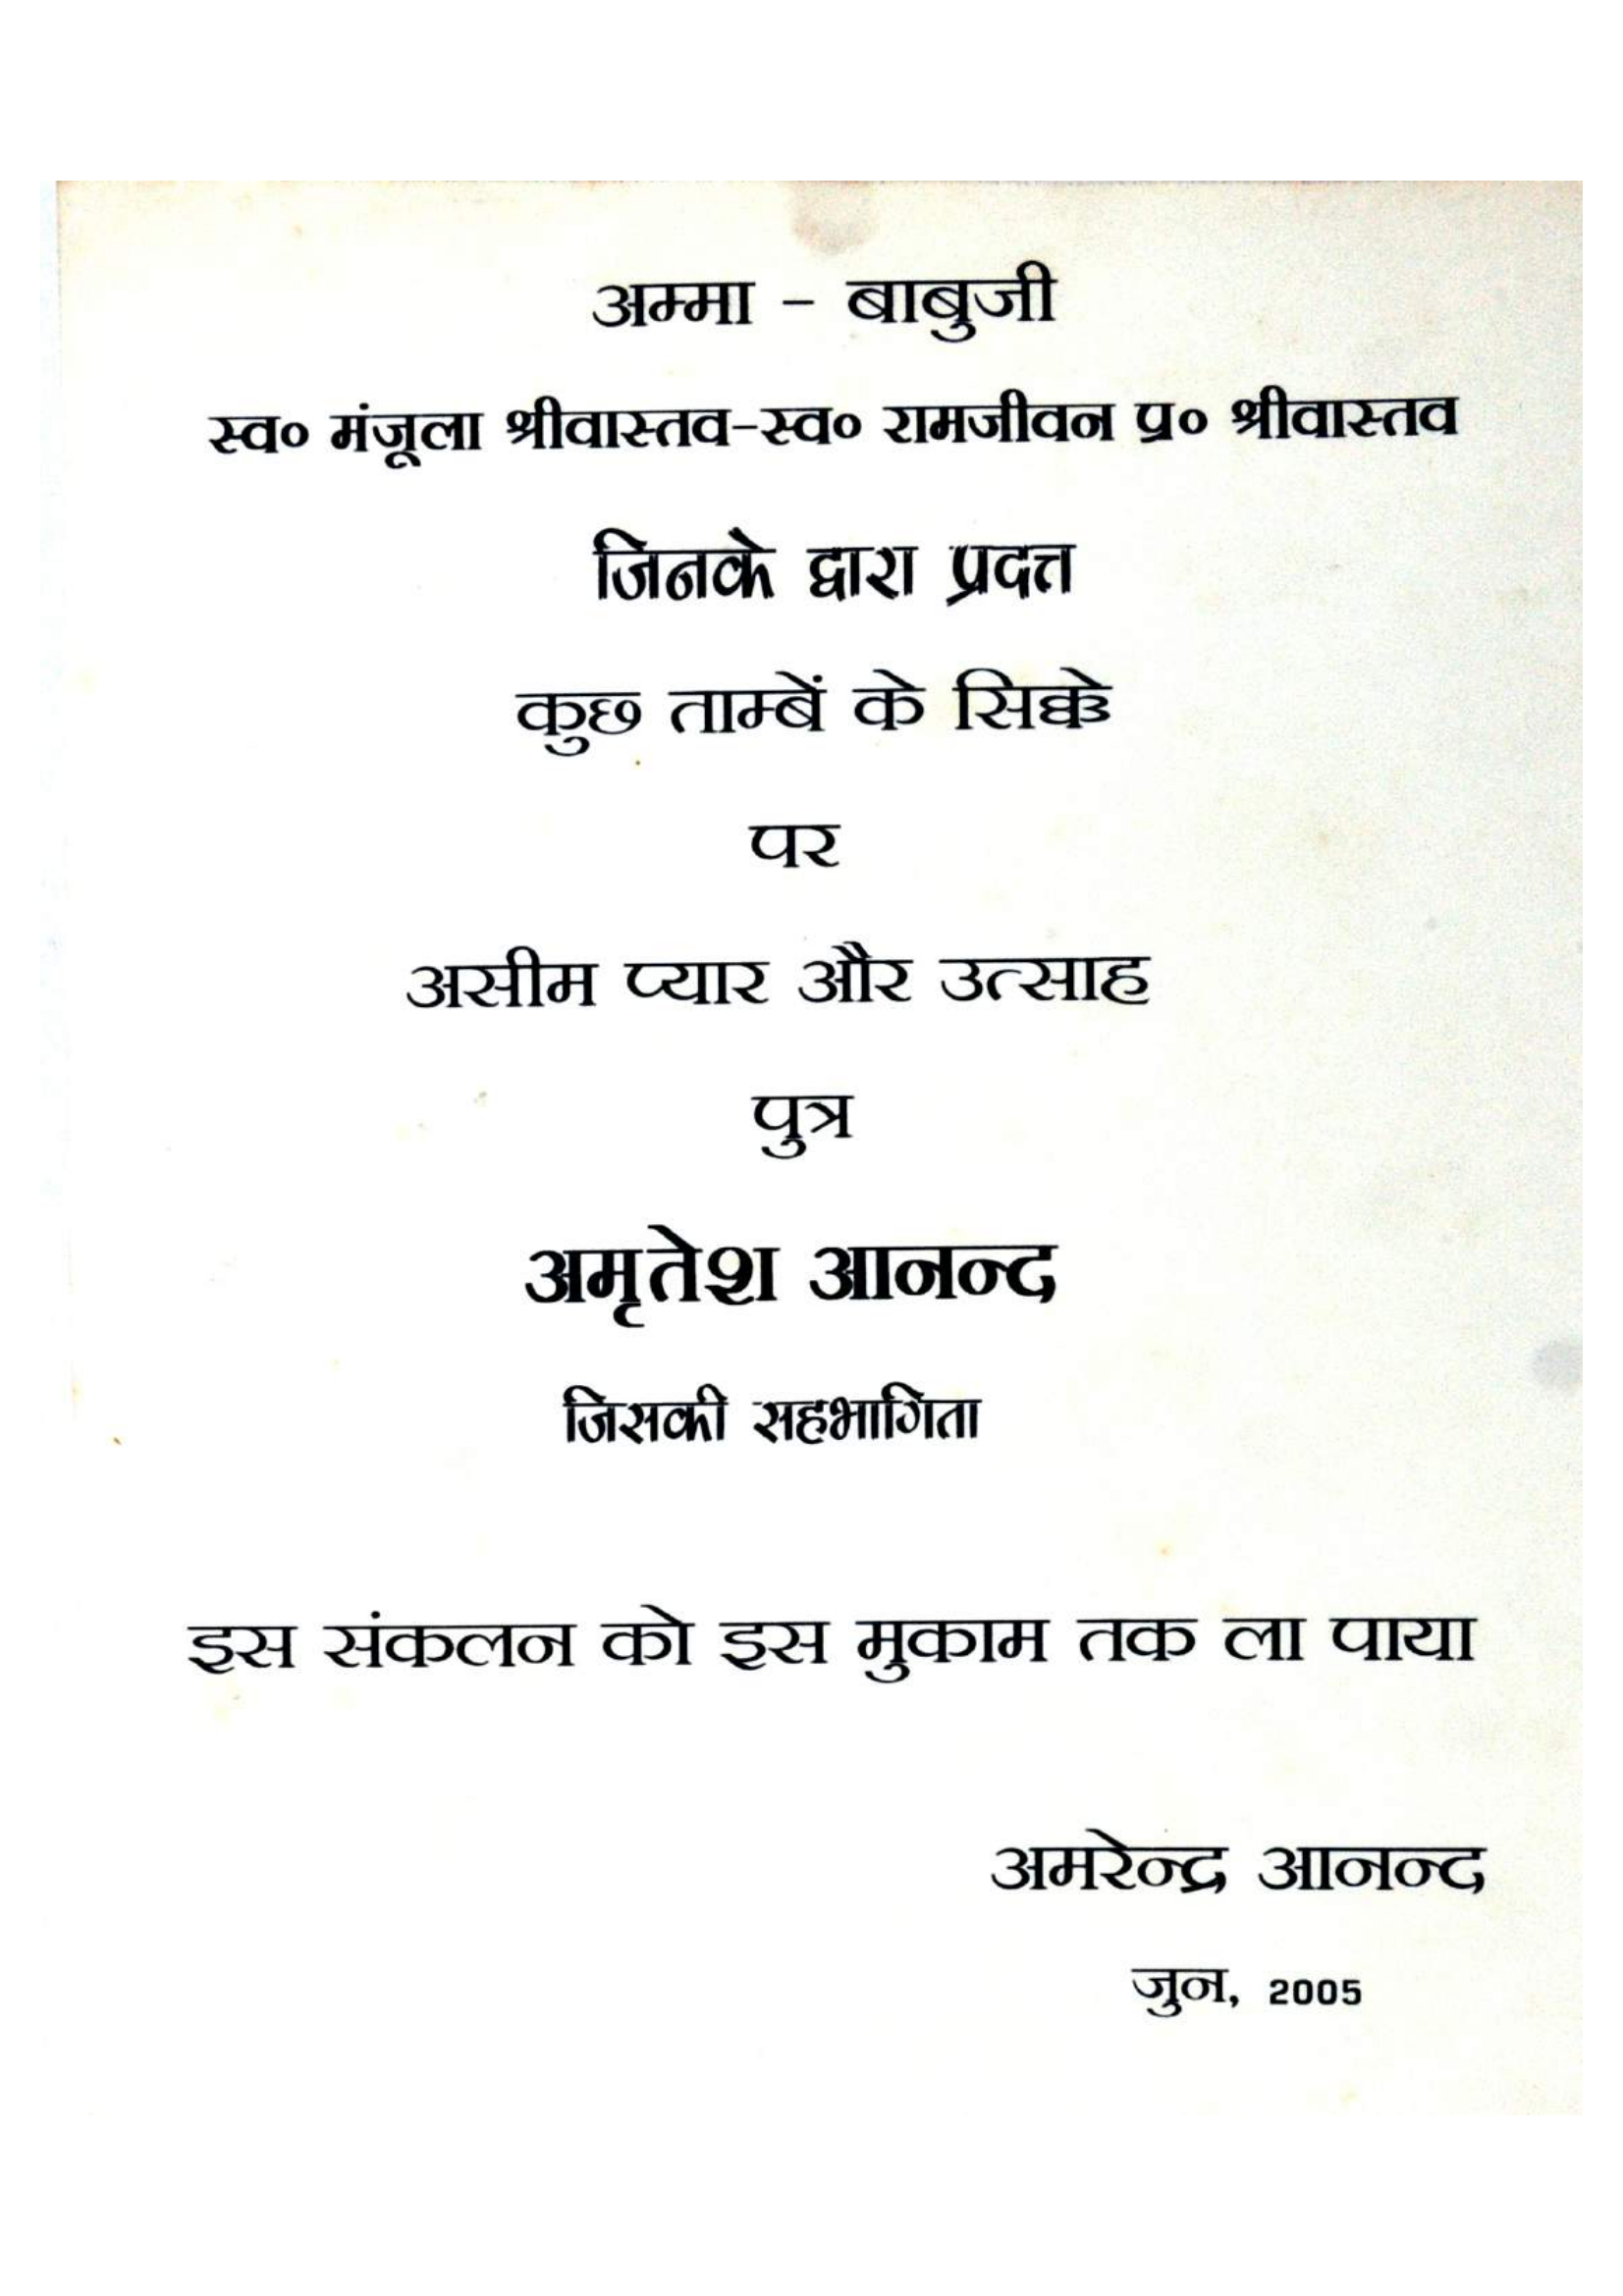 अम्मा - बाबुजी
स्व० मंजूला श्रीवास्तव-स्व० रामजीवन प्र० श्रीवास्तव
जिनके द्वारा प्रदत्त
कुछ ताम्बें के सिक्के
पर
असीम प्यार और उत्साह
पुत्र
अमृतेश आनन्द
जिसकी सहभागिता
इस संकलन को इस मुकाम तक ला पाया
अमरेन्द्र आनन्द
जुन, 2005